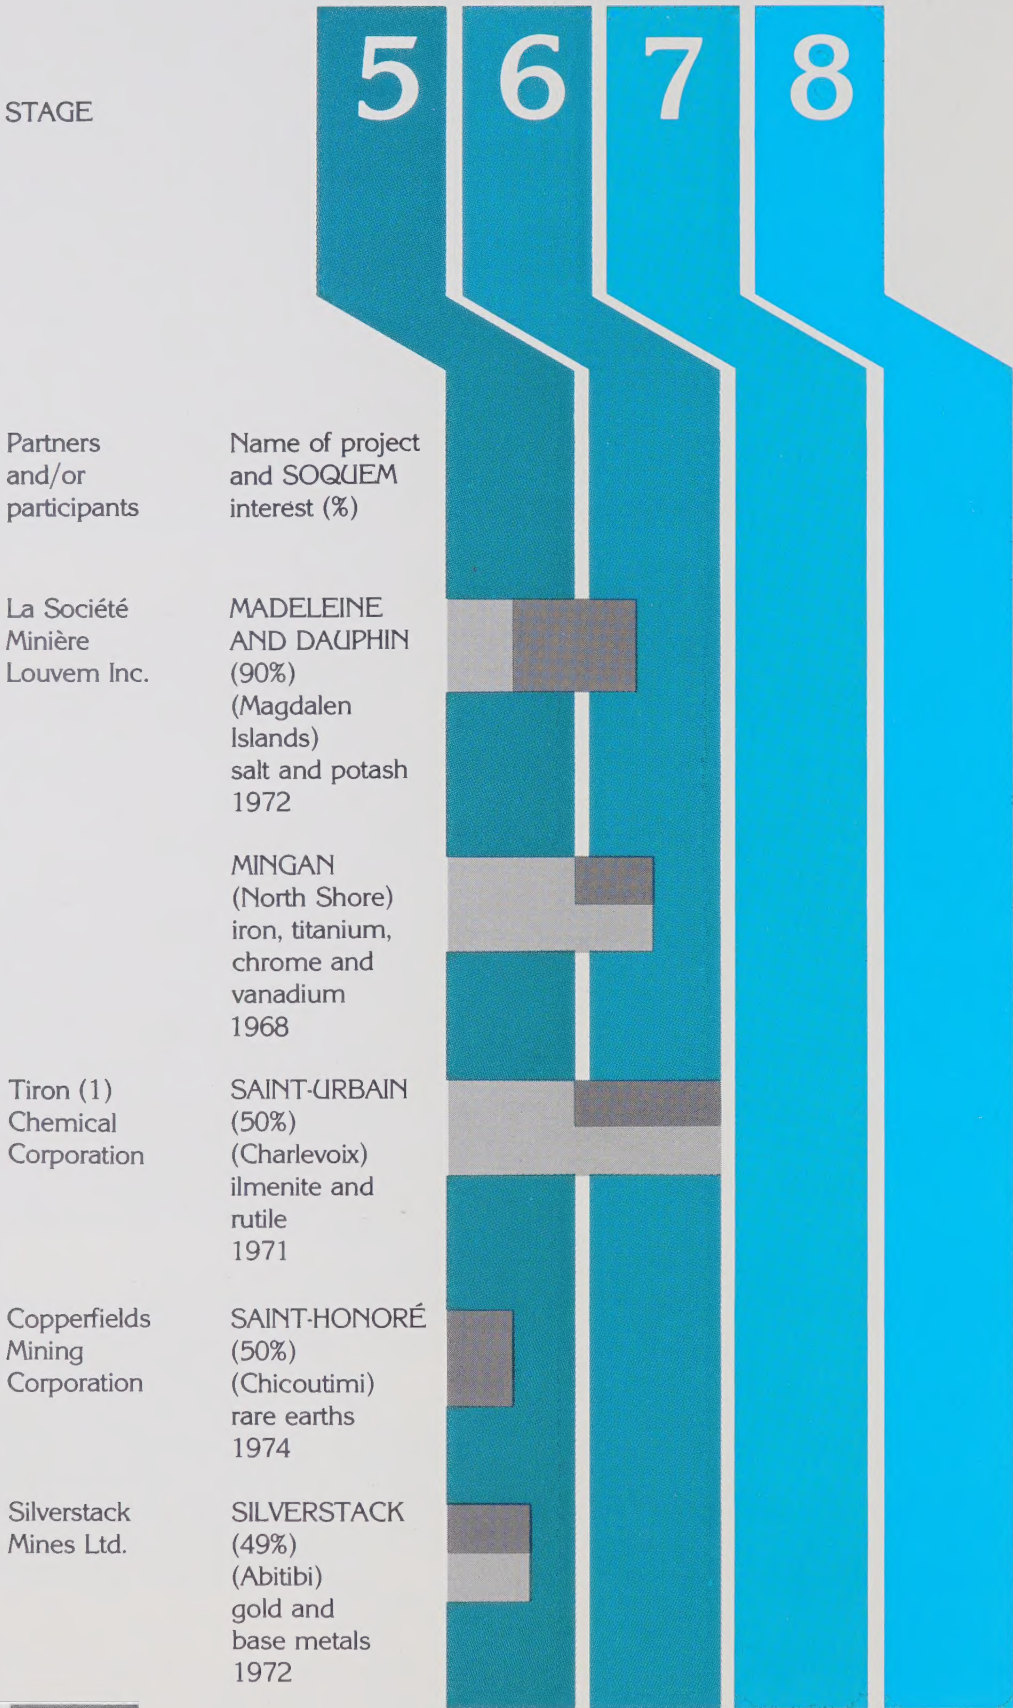 STAGE
5 6 7 8
Partners
and/or
participants
Name of project
and SOQUEM
interest (%)
La Société
Minière
Louvem Inc.
MADELEINE
AND DAUPHIN
(90%)
(Magdalen
Islands)
salt and potash
1972
MINGAN
(North Shore)
iron, titanium,
chrome and
vanadium
1968
Tiron (1)
Chemical
Corporation
SAINT-URBAIN
(50%)
(Charlevoix)
ilmenite and
rutile
1971
Copperfields
Mining
Corporation
SAINT-HONORÉ
(50%)
(Chicoutimi)
rare earths
1974
Silverstack
Mines Ltd.
SILVERSTACK
(49%)
(Abitibi)
gold and
base metals
1972